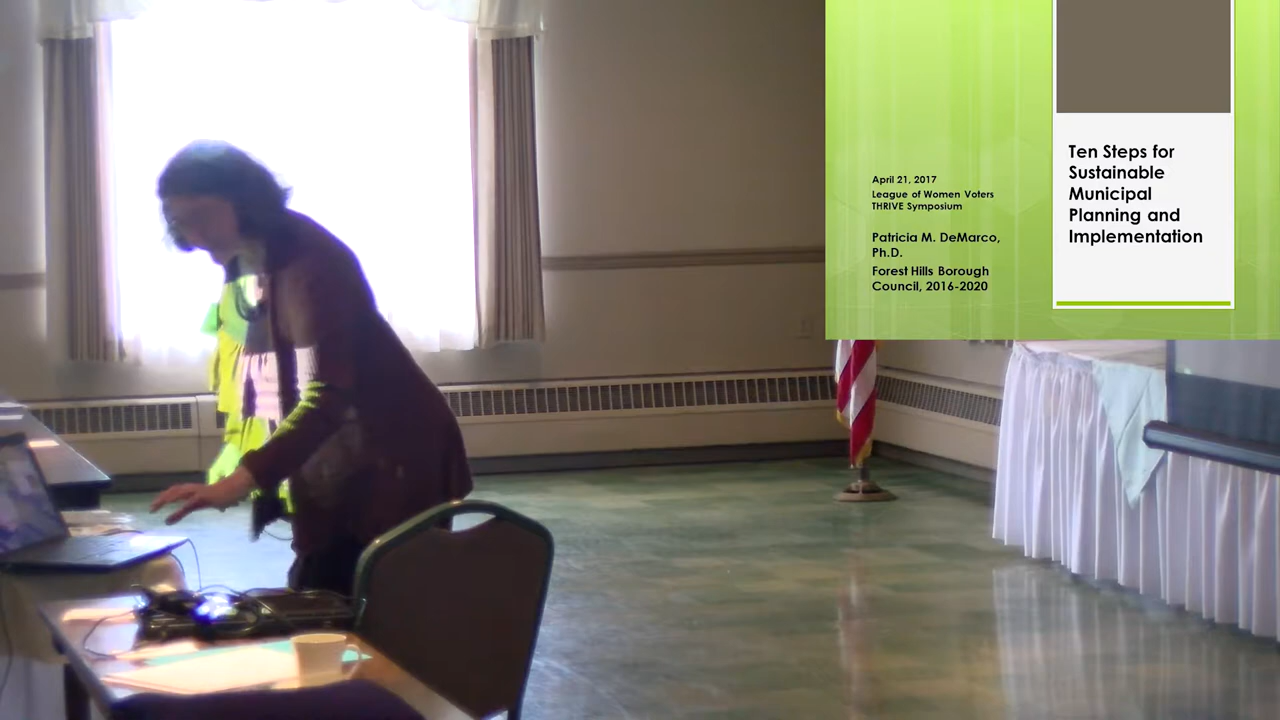 April 21, 2017
League of Women Voters
THRIVE Symposium
Patricia M. DeMarco,
Ph.D.
Forest Hills Borough
Council, 2016-2020
Ten Steps for
Sustainable
Municipal
Planning and
Implementation